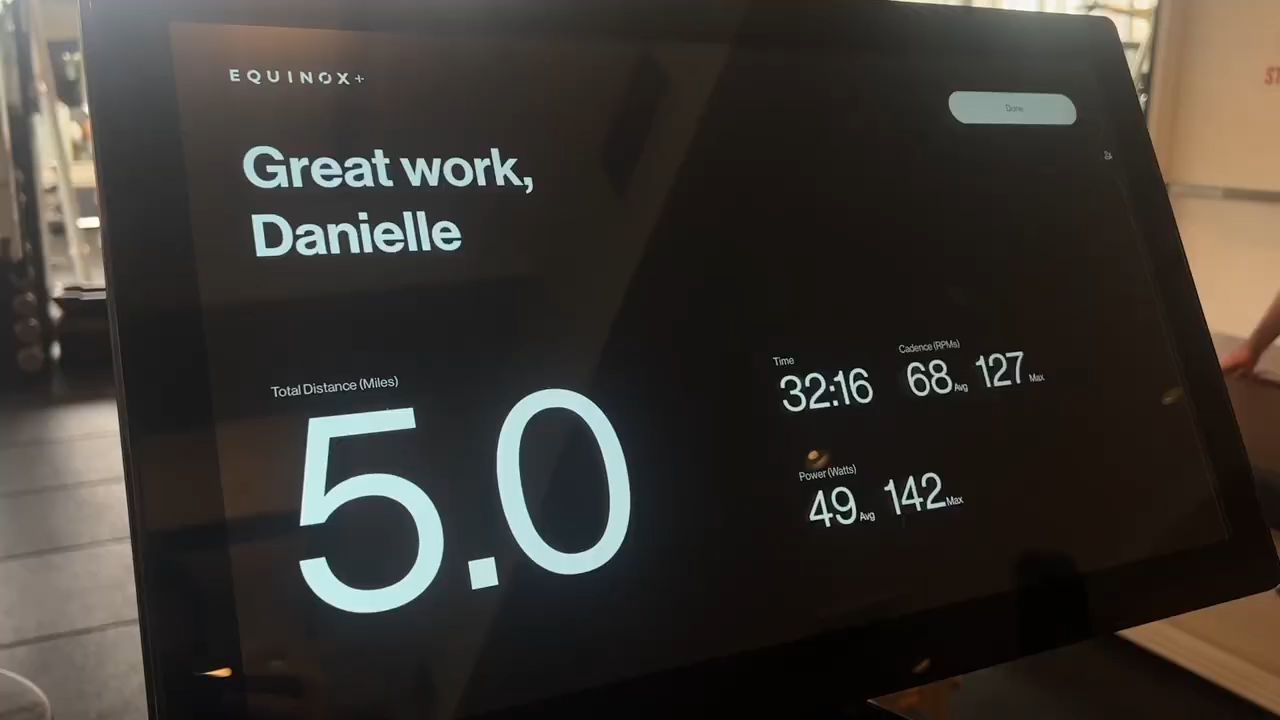 EQUINOX+
Done
Great work,
Danielle
Total Distance (Miles)
5.0
Time
32:16
Cadence (RPMs)
68 Avg 127 Max
Power (Watts)
49 Avg 142 Max
ST